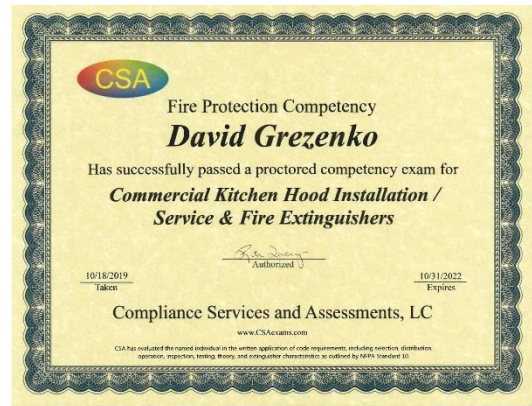 CSA
Fire Protection Competency
David Grezenko
Has successfully passed a proctored competency exam for
Commercial Kitchen Hood Installation /
Service & Fire Extinguishers
Authorized
10/18/2019
Taken
10/31/2022
Expires
Compliance Services and Assessments, LC
www.CSAexams.com
CSA has evaluated the named individual in the written application of code requirements, including selection, distribution,
operation, inspection, testing, theory, and extinguisher characteristics as outlined by NFPA Standard 10.